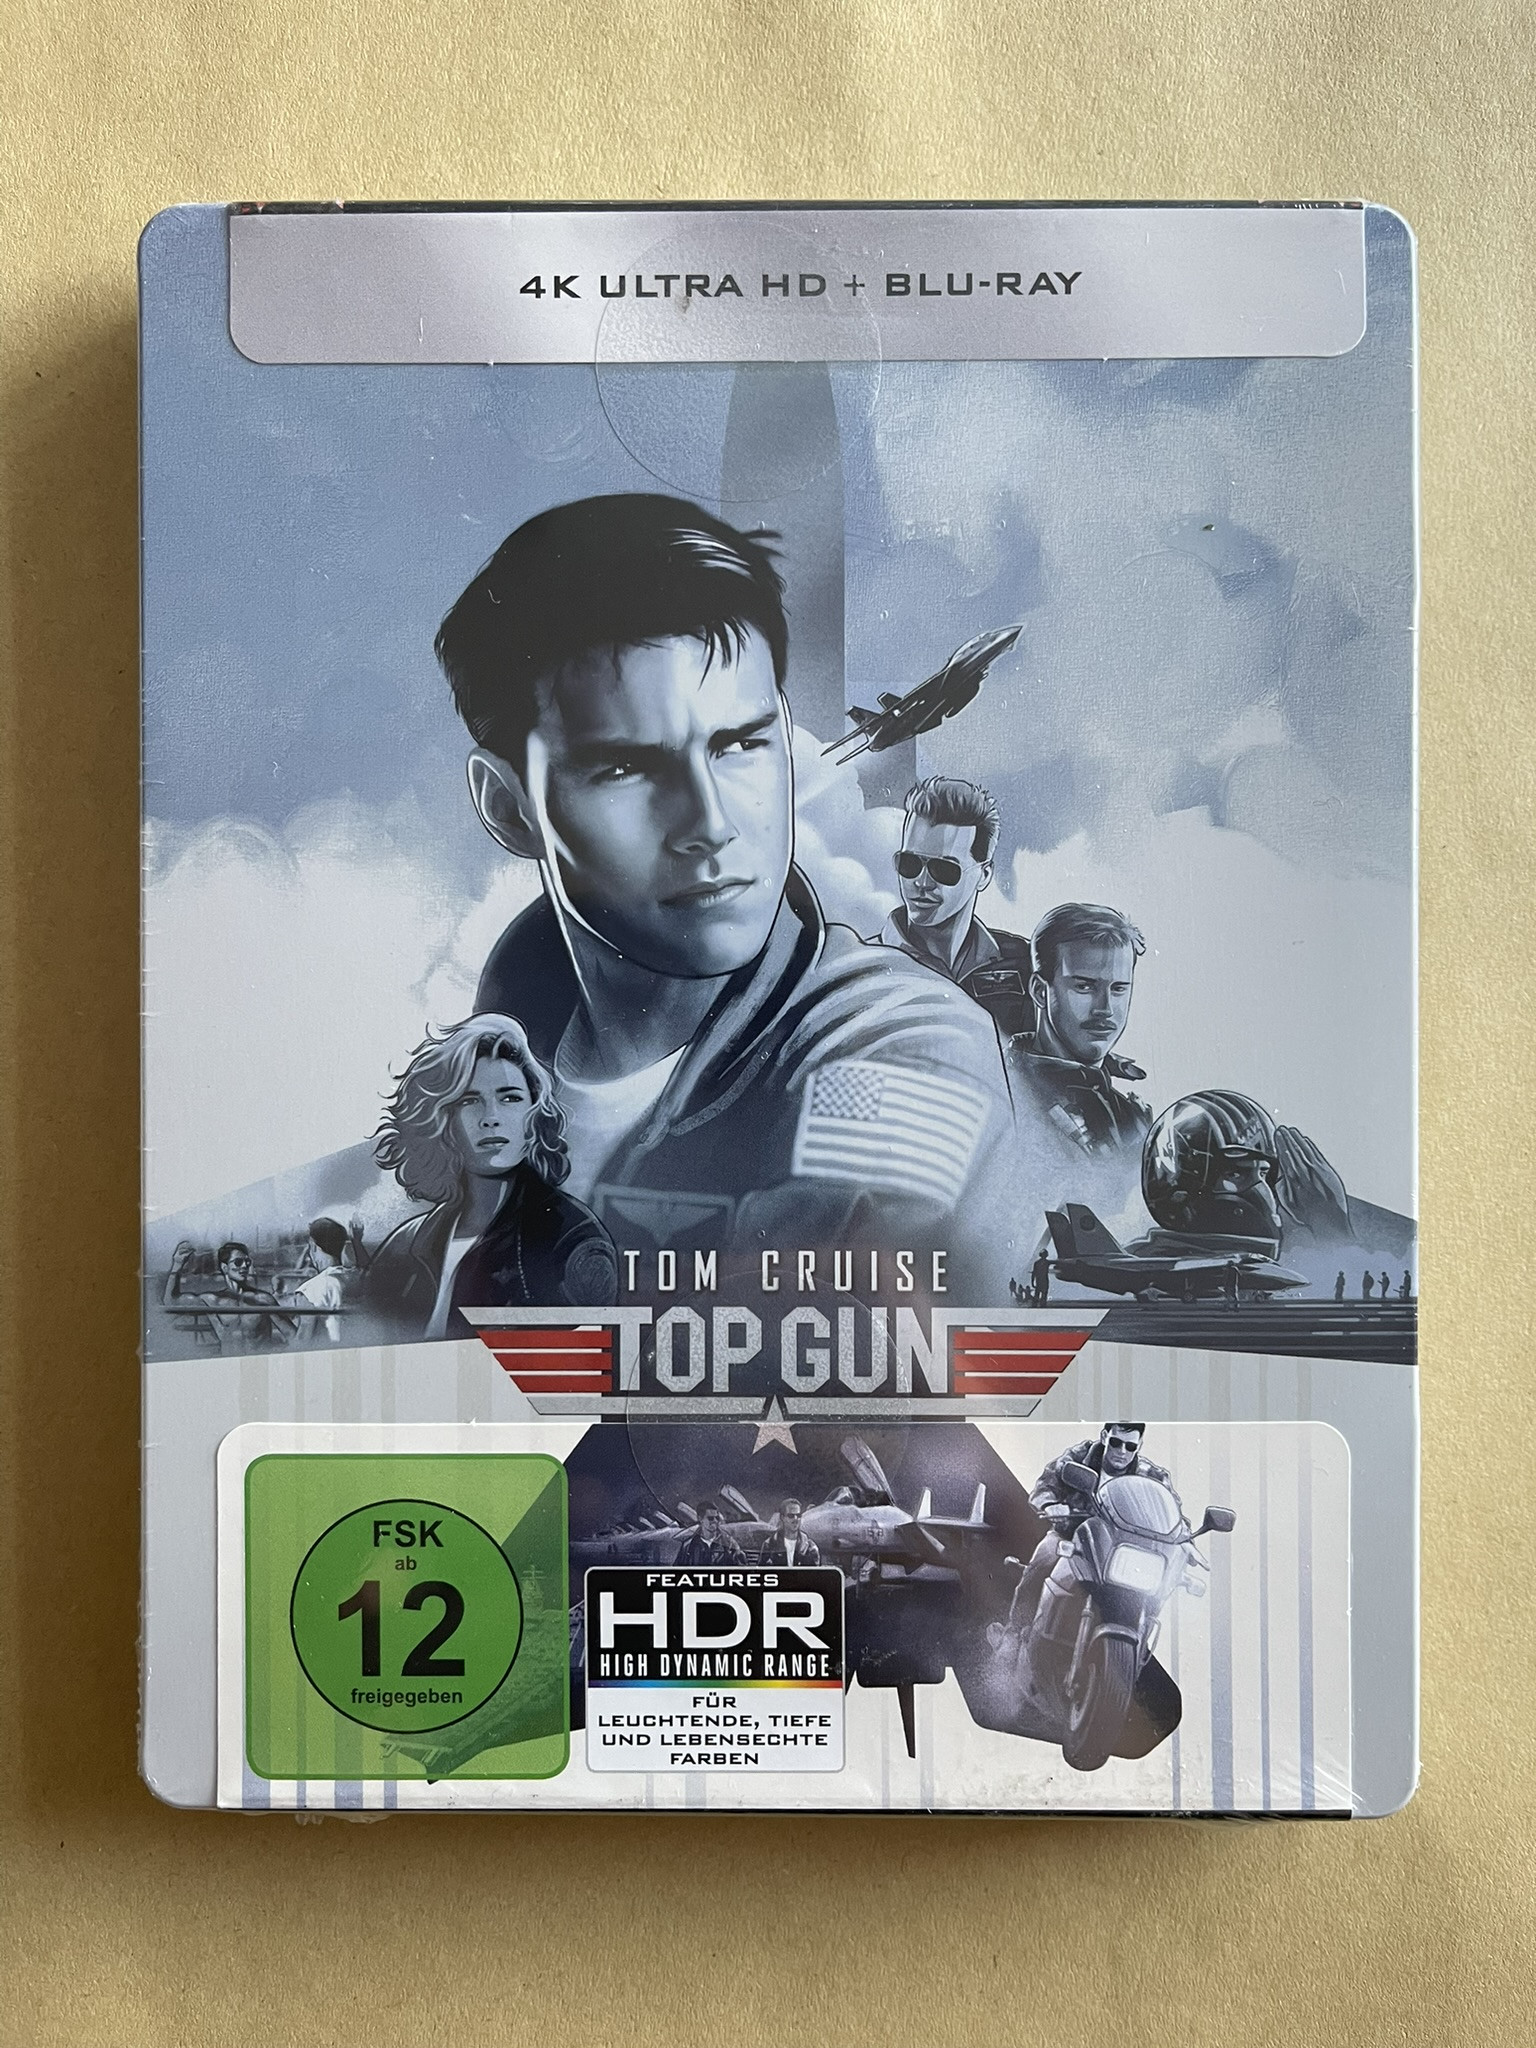 4K ULTRA HD + BLU-RAY
TOM CRUISE
TOP GUN
FSK
ab
12
freigegeben
FEATURES
HDR
HIGH DYNAMIC RANGE
FÜR
LEUCHTENDE, TIEFE
UND LEBENSECHTE
FARBEN